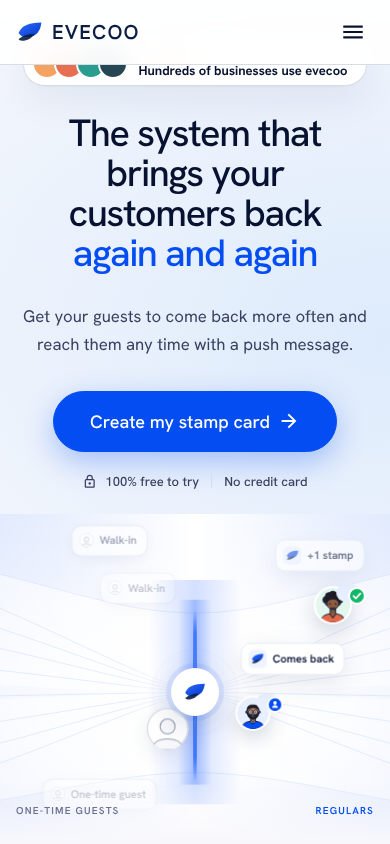 EVECOO
Hundreds of businesses use evecoo
The system that
brings your
customers back
again and again
Get your guests to come back more often and
reach them any time with a push message.
Create my stamp card
100% free to try
No credit card
Walk-in
+1 stamp
Walk-in
Comes back
One-time guest
ONE-TIME GUESTS
REGULARS